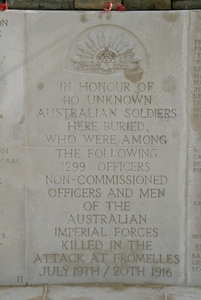 IN HONOUR OF
410 UNKNOWN
AUSTRALIAN SOLDIERS
HERE BURIED,
WHO WERE AMONG
THE FOLLOWING
1299 OFFICERS
NON-COMMISSIONED
OFFICERS AND MEN
OF THE
AUSTRALIAN
IMPERIAL FORCES
KILLED IN THE
ATTACK AT FROMELLES
JULY 19TH / 20TH 1916